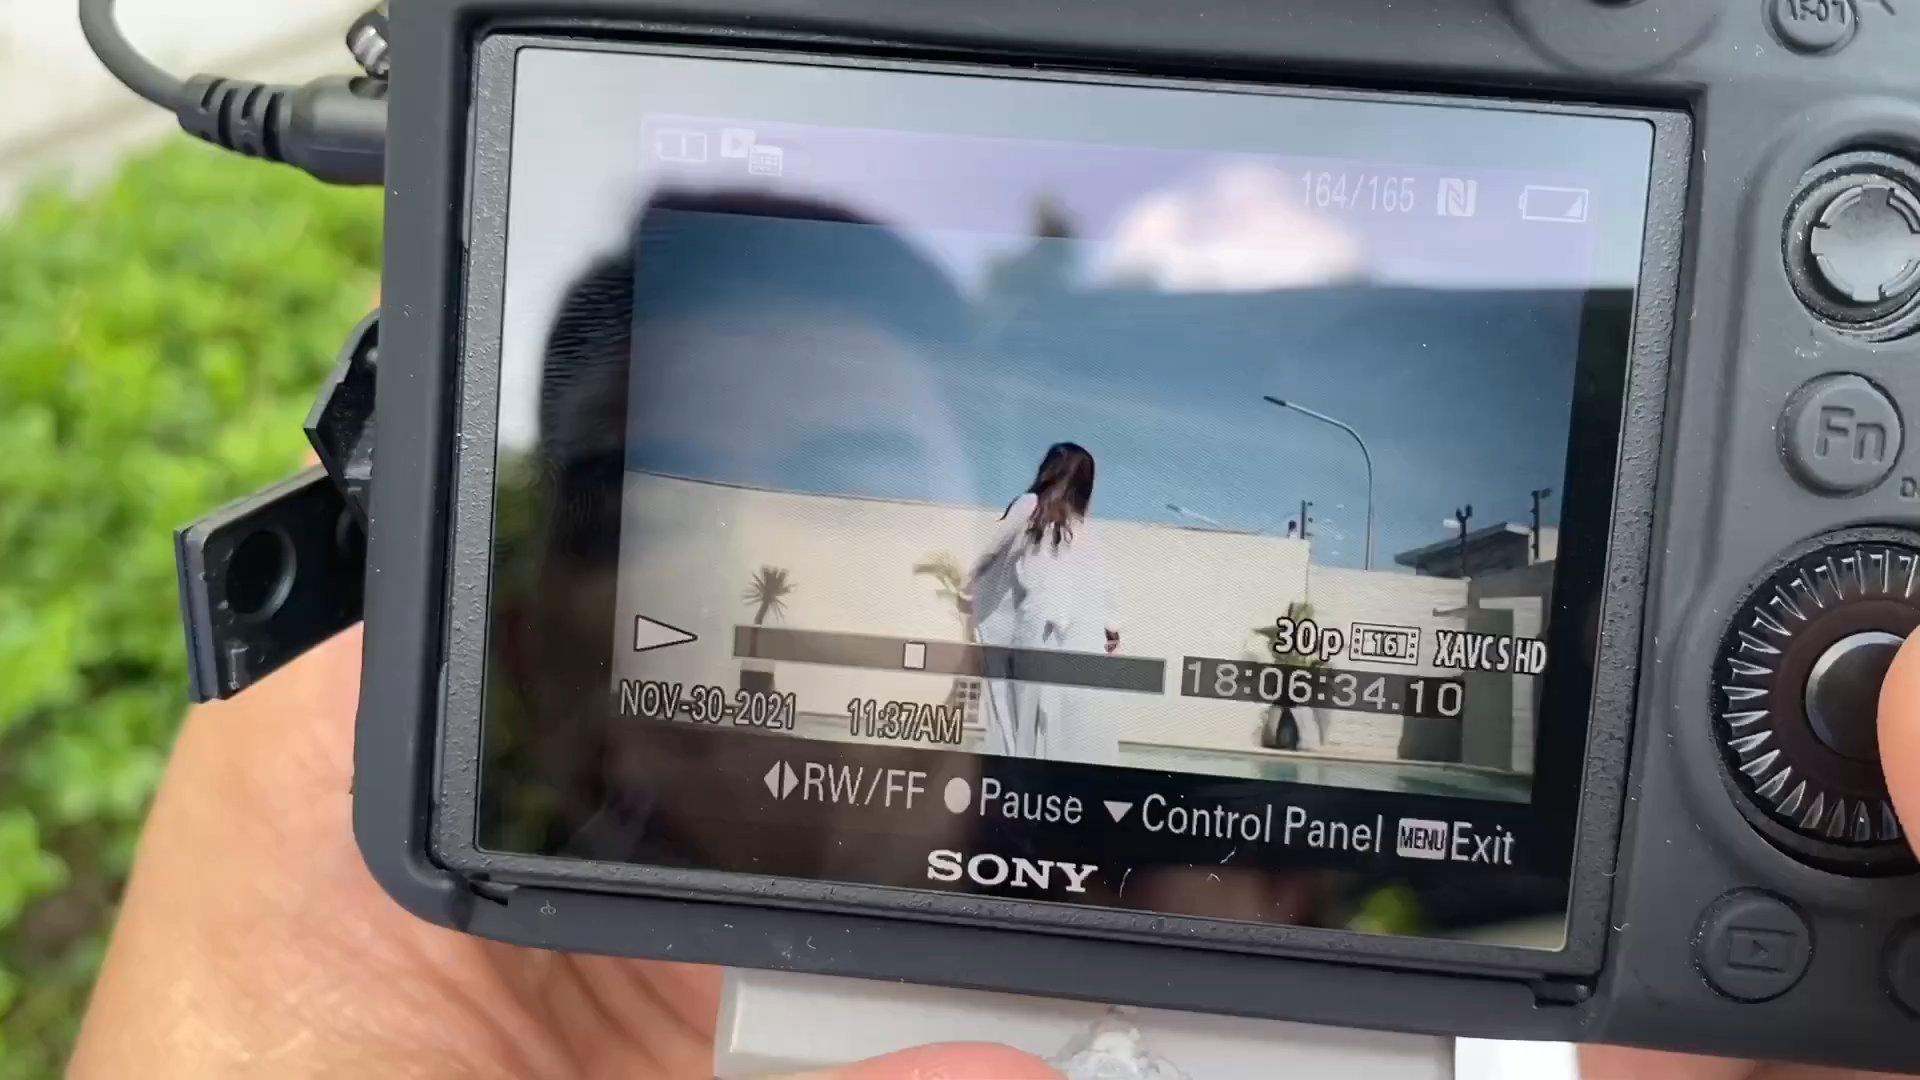 164/165
Fn
30p 16 XAVC S HD
18:06:34.10
NOV-30-2021 11:37AM
RW/FF Pause Control Panel MENU Exit
SONY